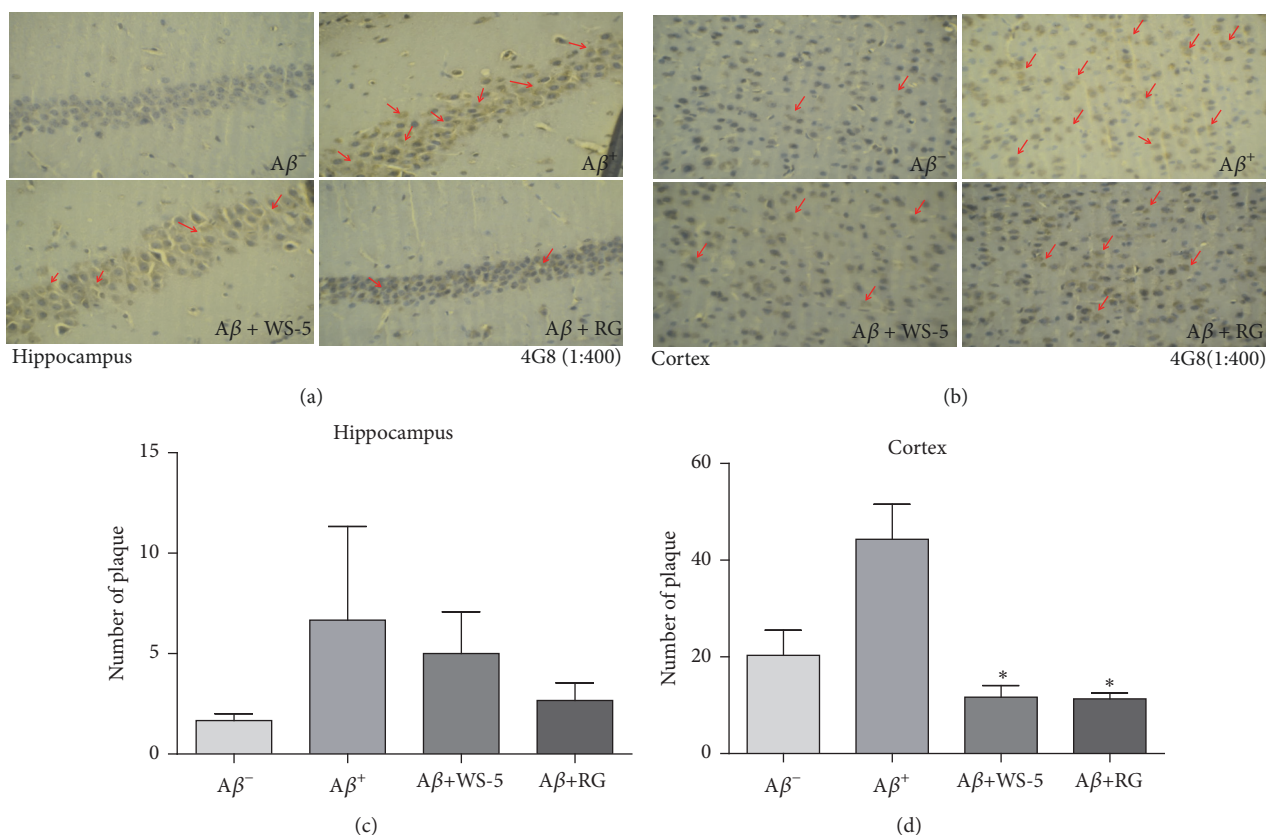 Aβ⁻
Aβ⁺
Aβ + WS-5
Aβ + RG
Hippocampus
4G8 (1:400)
(a)
Aβ⁻
Aβ⁺
Aβ + WS-5
Aβ + RG
Cortex
4G8(1:400)
(b)
Hippocampus
Number of plaque
15
10
5
0
Aβ⁻
Aβ⁺
Aβ+WS-5
Aβ+RG
(c)
Cortex
Number of plaque
60
40
20
0
*
*
Aβ⁻
Aβ⁺
Aβ+WS-5
Aβ+RG
(d)